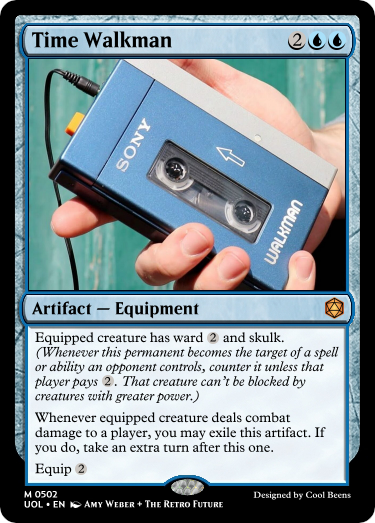 Time Walkman 2
SONY
WALKMAN
Artifact — Equipment
Equipped creature has ward 2 and skulk.
(Whenever this permanent becomes the target of a spell
or ability an opponent controls, counter it unless that
player pays 2. That creature can't be blocked by
creatures with greater power.)
Whenever equipped creature deals combat
damage to a player, you may exile this artifact. If
you do, take an extra turn after this one.
Equip 2
M 0502
Designed by Cool Beens
UOL • EN Amy Weber + The Retro Future